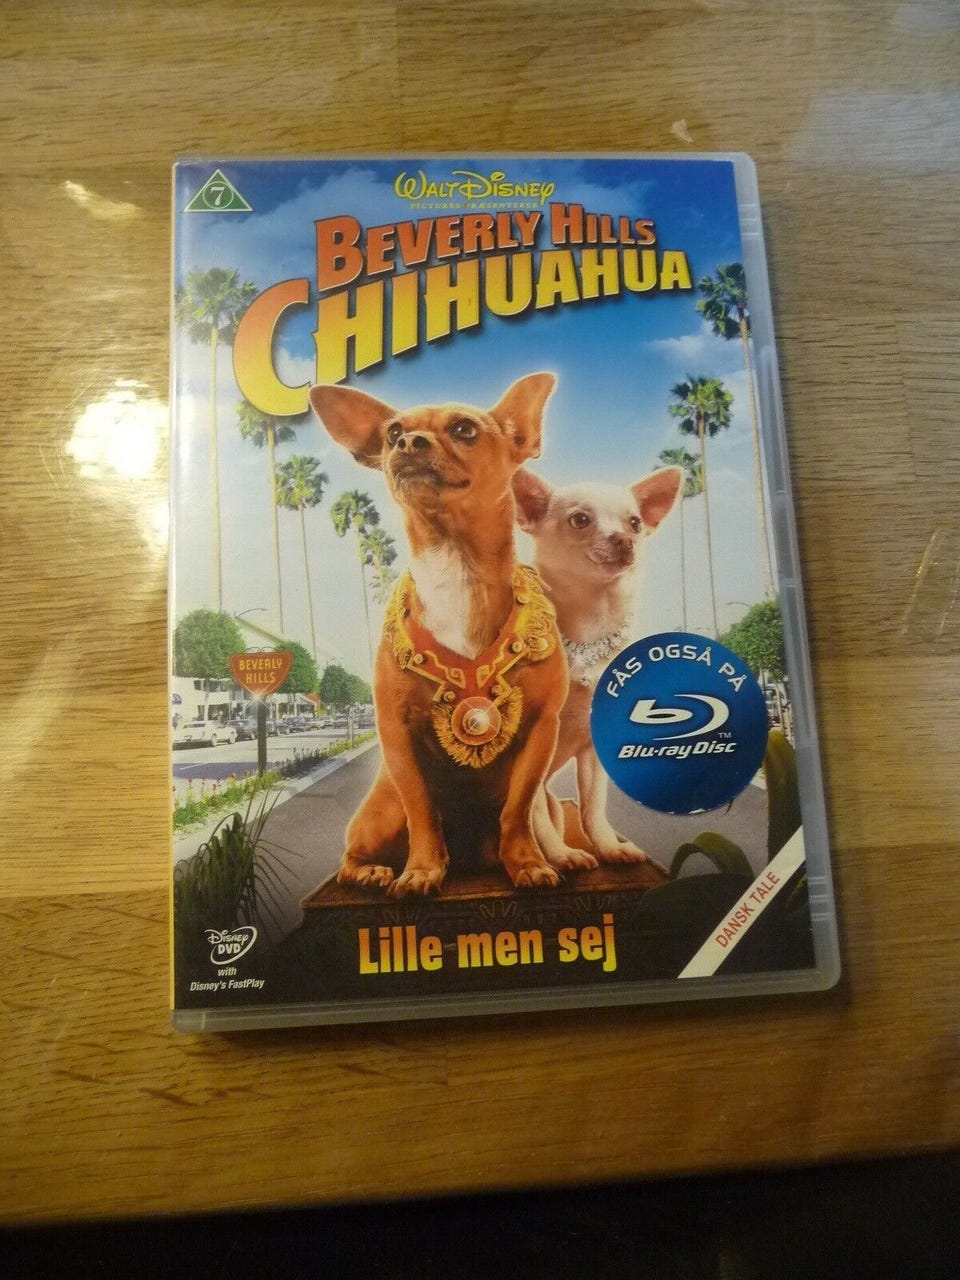 7
WALT DISNEY
PICTURES PRÆSENTERER
BEVERLY HILLS
CHIHUAHUA
BEVERLY
HILLS
FÅS OGSÅ PÅ
Blu-ray Disc™
DANSK TALE
Lille men sej
Disney
DVD
with
Disney's FastPlay